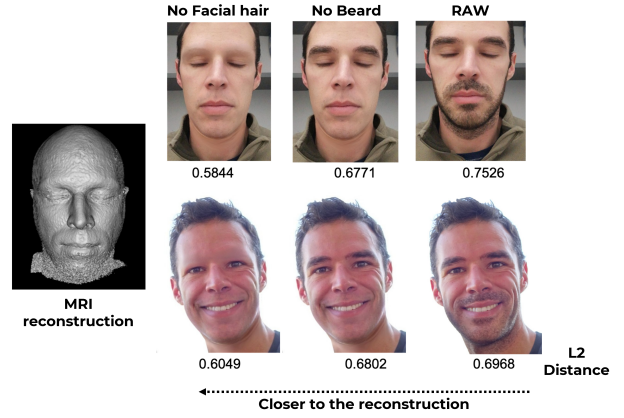 No Facial hair
No Beard
RAW
0.5844
0.6771
0.7526
MRI
reconstruction
0.6049
0.6802
0.6968
L2
Distance
Closer to the reconstruction